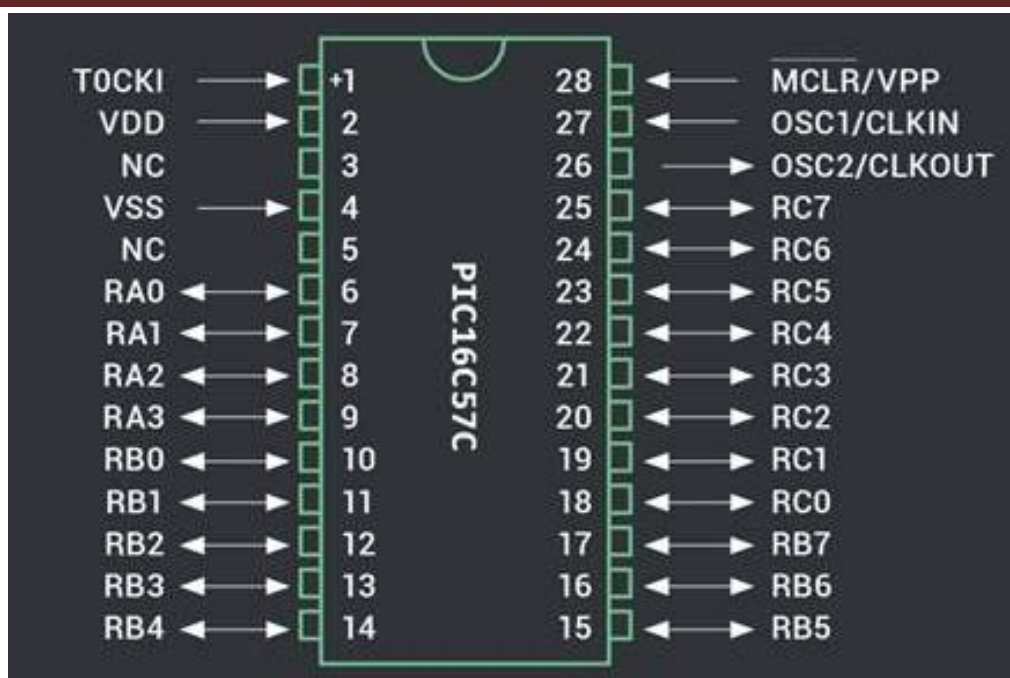 T0CKI +1 28 MCLR/VPP
VDD 2 27 OSC1/CLKIN
NC 3 26 OSC2/CLKOUT
VSS 4 25 RC7
NC 5 24 RC6
RA0 6 23 RC5
RA1 7 22 RC4
RA2 8 21 RC3
RA3 9 20 RC2
RB0 10 19 RC1
RB1 11 18 RC0
RB2 12 17 RB7
RB3 13 16 RB6
RB4 14 15 RB5
PIC16C57C